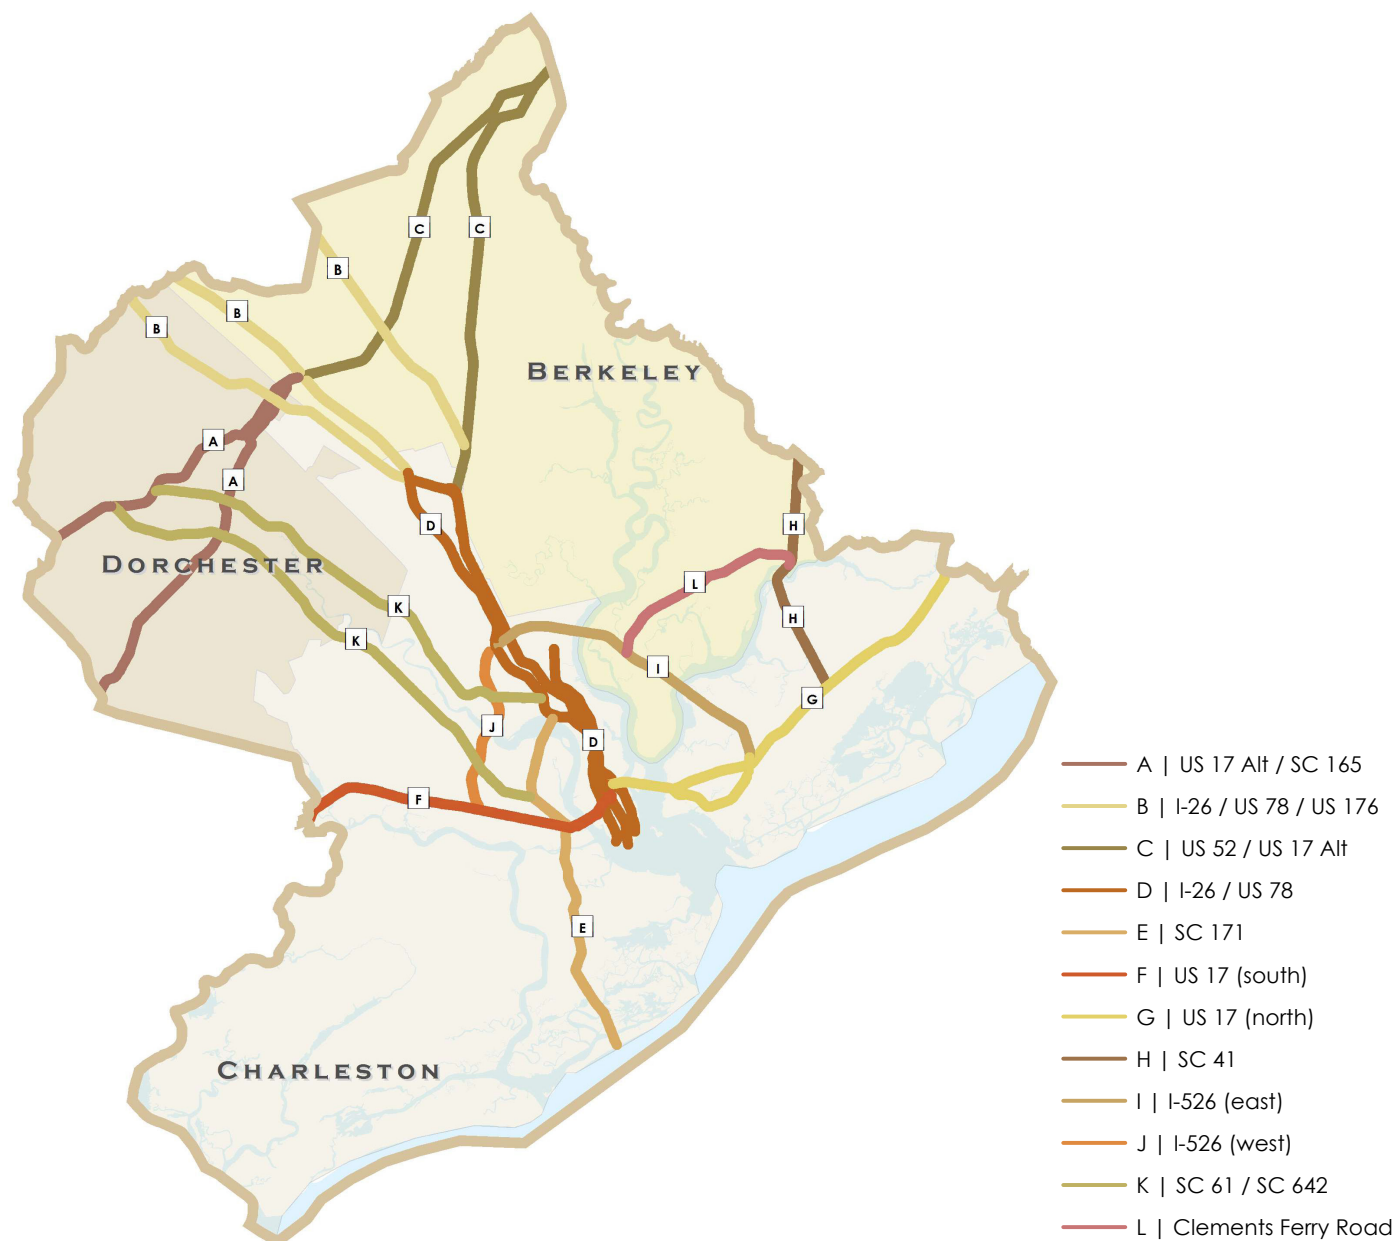 C
C
B
B
B
BERKELEY
A
A
D
H
DORCHESTER
L
K
H
K
I
G
J
D
F
E
CHARLESTON
A | US 17 Alt / SC 165
B | I-26 / US 78 / US 176
C | US 52 / US 17 Alt
D | I-26 / US 78
E | SC 171
F | US 17 (south)
G | US 17 (north)
H | SC 41
I | I-526 (east)
J | I-526 (west)
K | SC 61 / SC 642
L | Clements Ferry Road